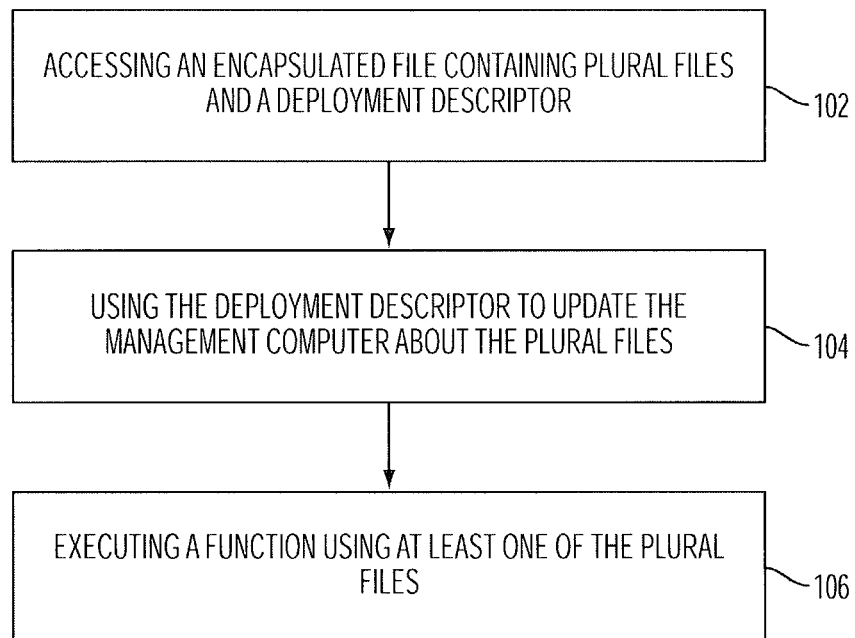 ACCESSING AN ENCAPSULATED FILE CONTAINING PLURAL FILES
AND A DEPLOYMENT DESCRIPTOR
102
USING THE DEPLOYMENT DESCRIPTOR TO UPDATE THE
MANAGEMENT COMPUTER ABOUT THE PLURAL FILES
104
EXECUTING A FUNCTION USING AT LEAST ONE OF THE PLURAL
FILES
106